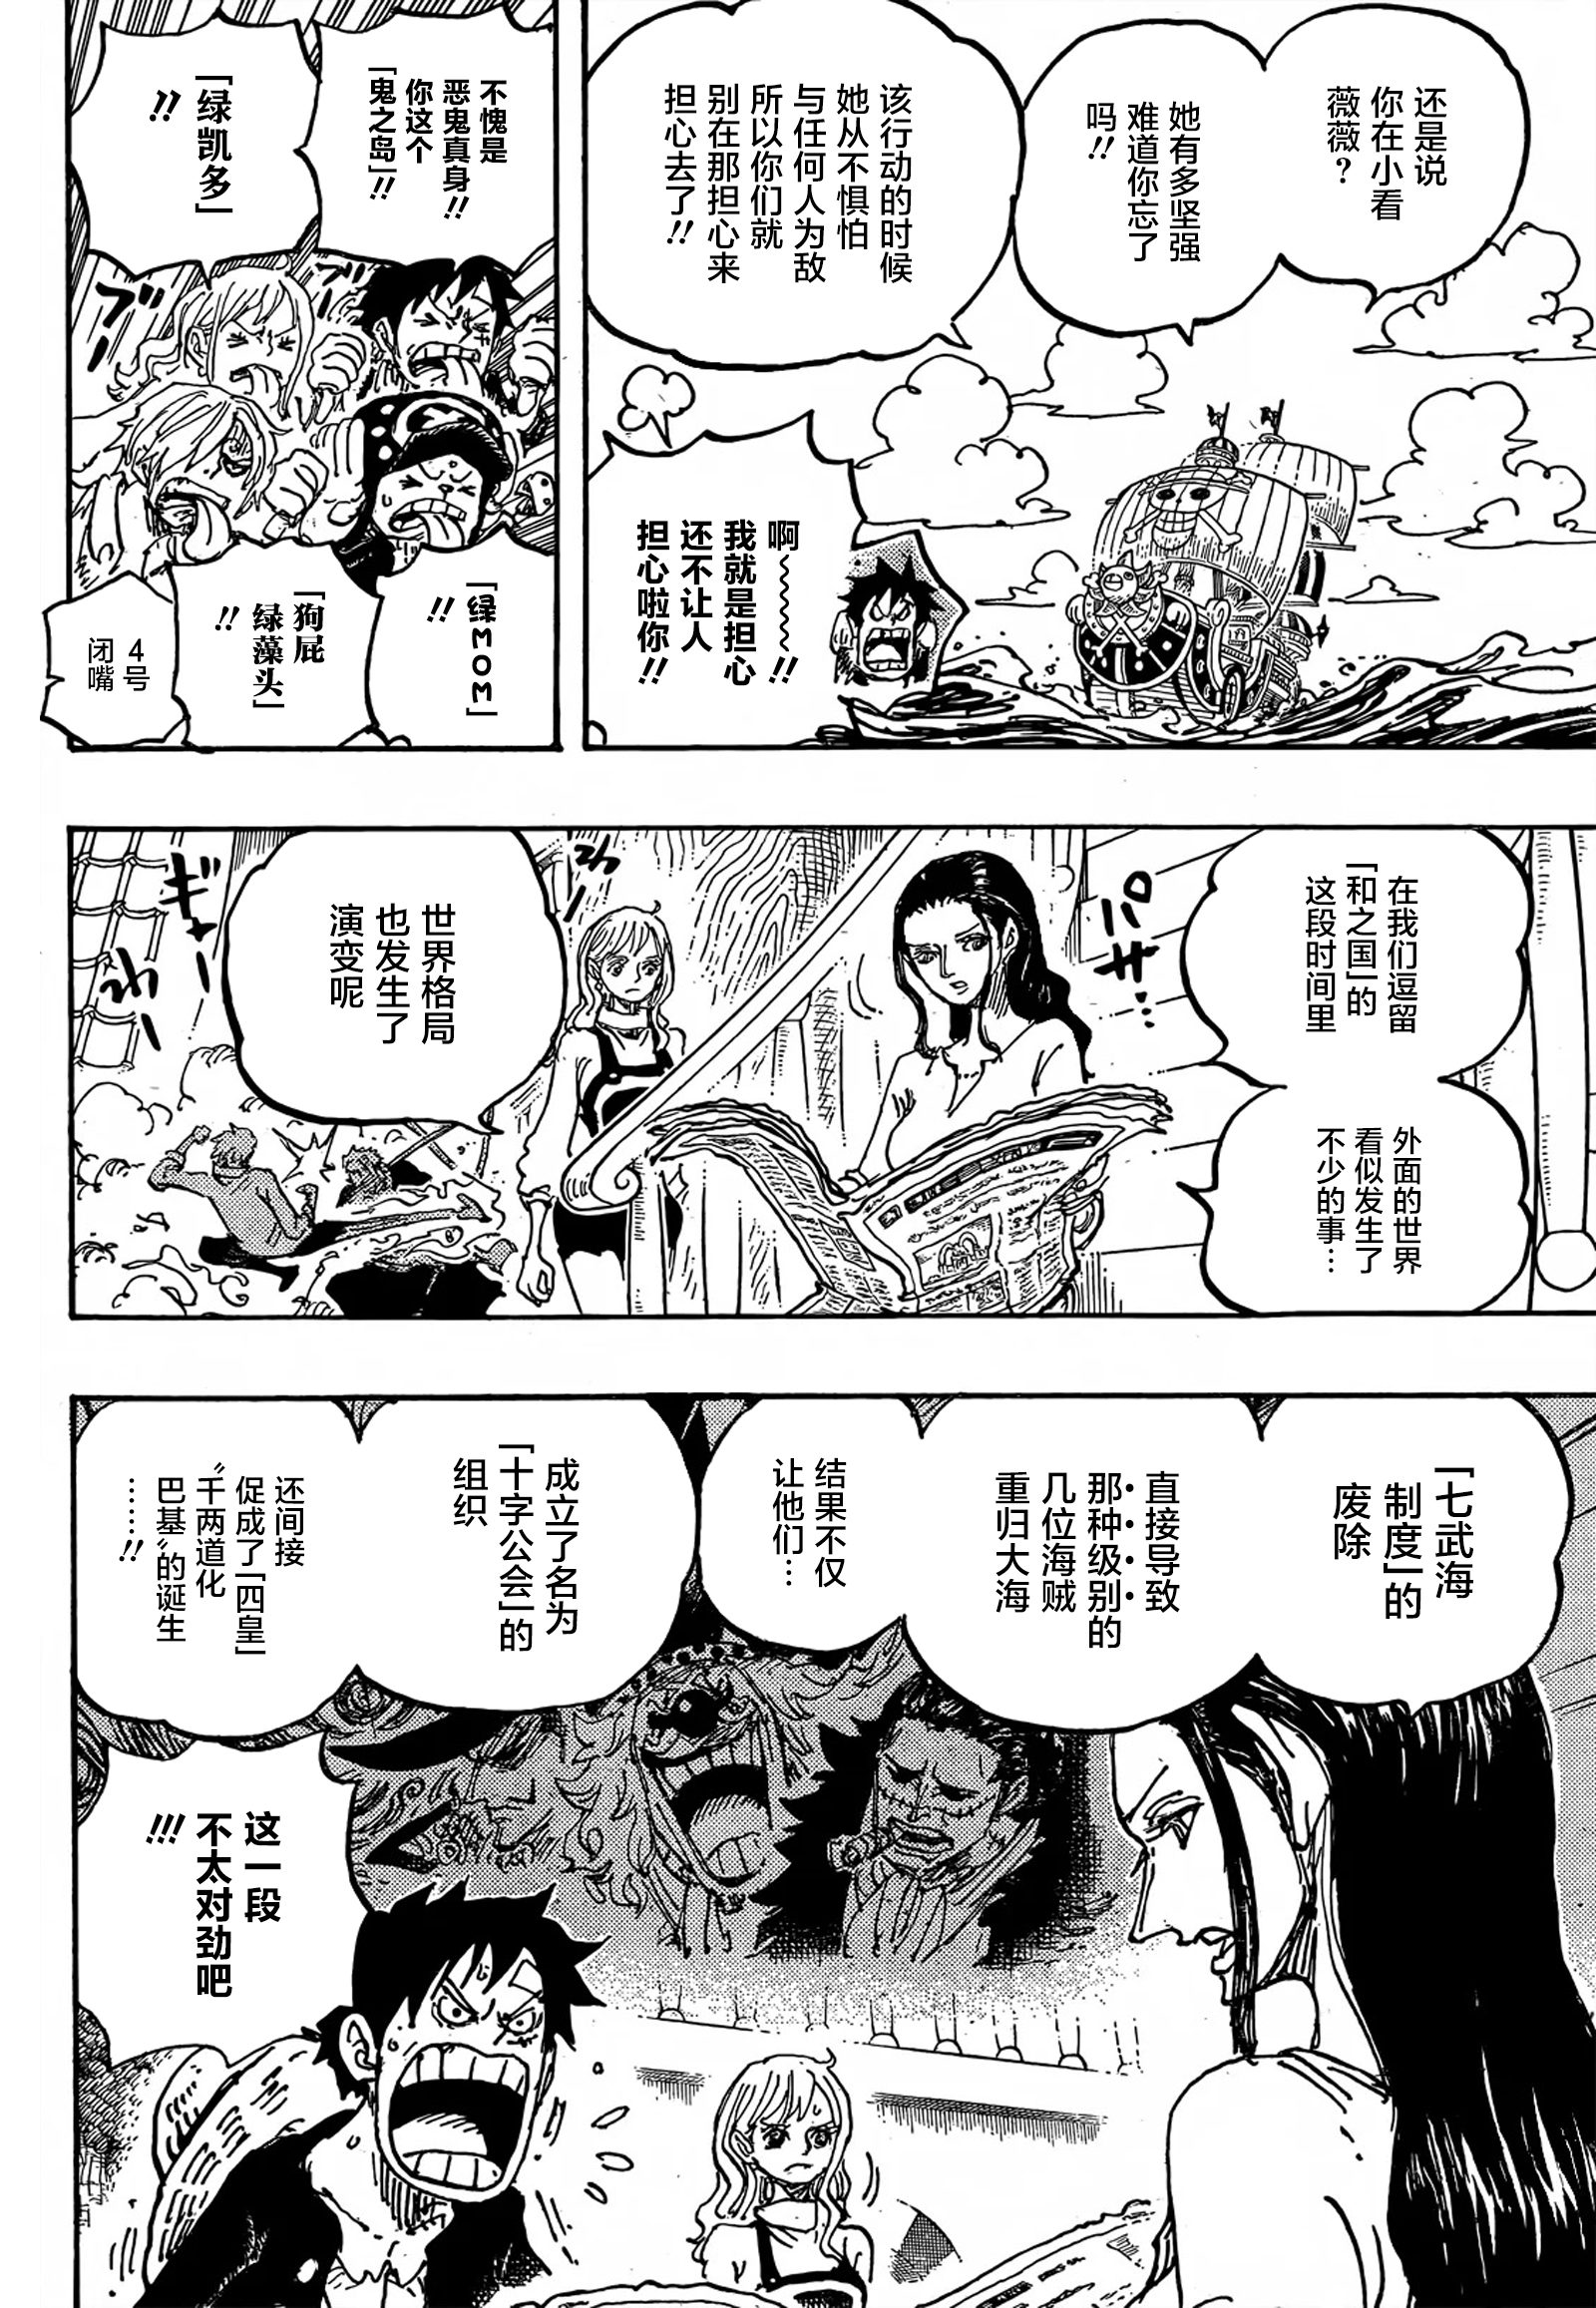 还是说
你在小看
薇薇?
她有多坚强
难道你忘了
吗!!
该行动的时候
她从不惧怕
与任何人为敌
所以你们就
别在那担心来
担心去了!!
啊~~~~!!
我就是担心
还不让人
担心啦你!!
不愧是
恶鬼真身!!
你这个
「鬼之岛」!!
「绿凯多」
!!
ブブ
「绿MOM」
!!
「狗屁
绿藻头」
!!
4号
闭嘴
在我们逗留
「和之国」的
这段时间里
外面的世界
看似发生了
不少的事…
パサ…
世界格局
也发生了
演变呢
「七武海
制度」的
废除
直接导致
那种级别的
几位海贼
重归大海
结果不仅
让他们…
成立了名为
「十字公会」的
组织
还间接
促成了「四皇」
“千两道化
巴基”的诞生
……!!
这一段
不太对劲吧
!!!